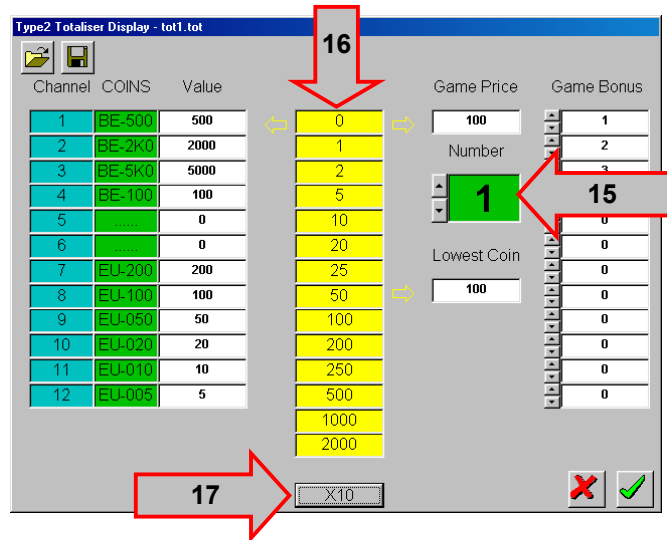 Type2 Totaliser Display - tot1.tot
16
Channel COINS Value Game Price Game Bonus
1 BE-500 500 0 100 1
2 BE-2K0 2000 1 Number 2
3 BE-5K0 5000 2 3
4 BE-100 100 5 1 15
5 ...... 0 10 0
6 ...... 0 20 Lowest Coin 0
7 EU-200 200 25 0
8 EU-100 100 50 100 0
9 EU-050 50 100 0
10 EU-020 20 200 0
11 EU-010 10 250 0
12 EU-005 5 500 0
1000
2000
17 X10